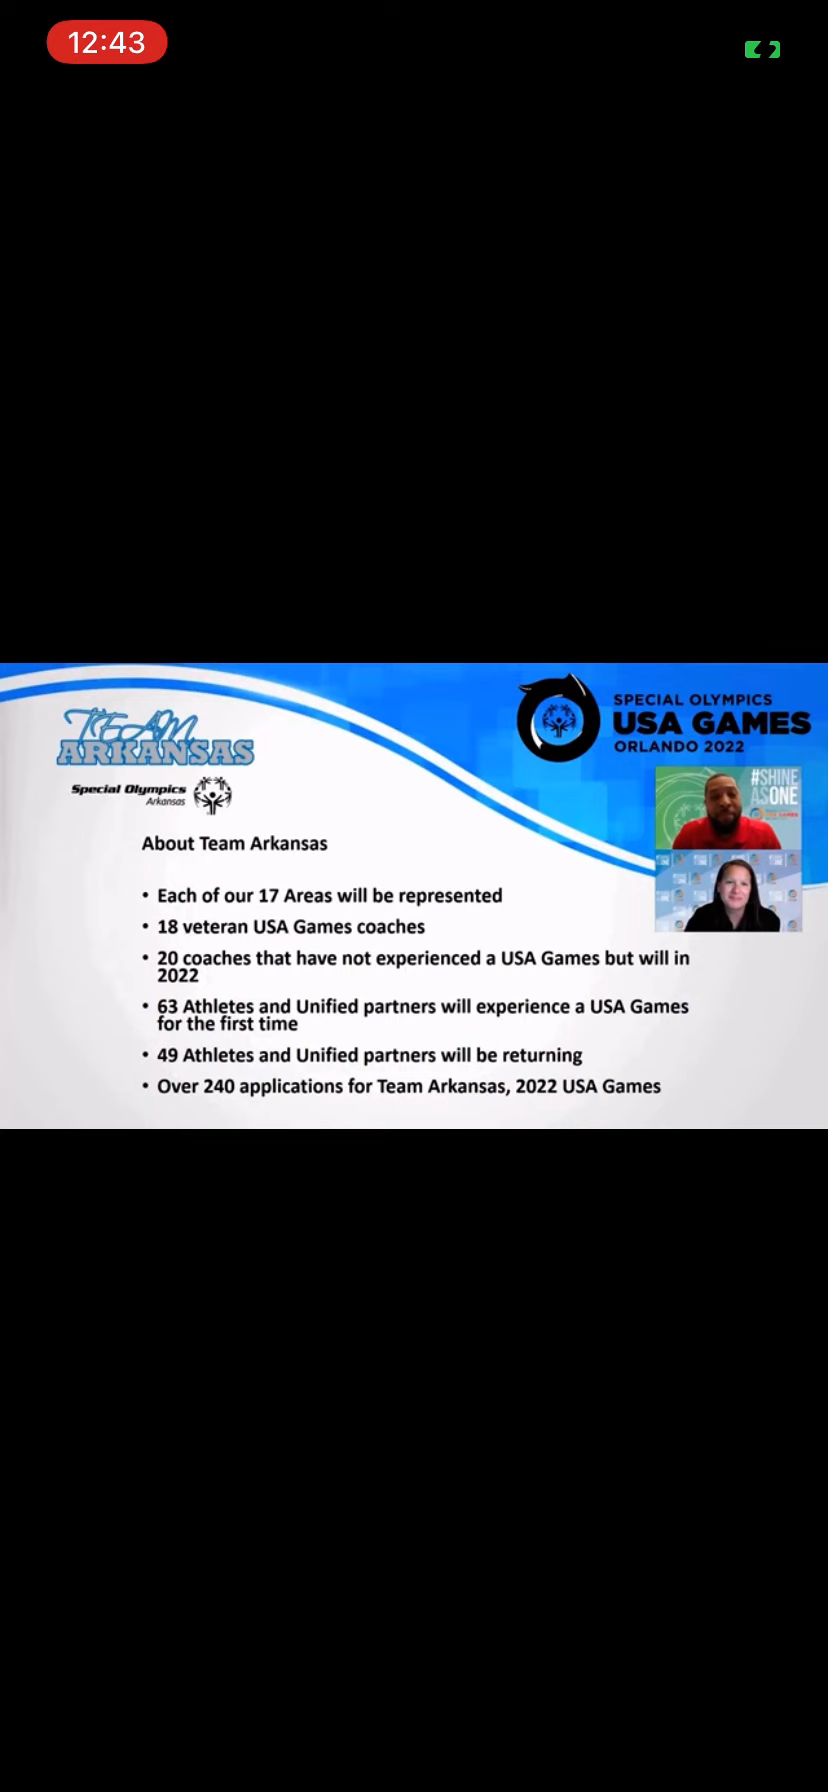 12:43
TEAM
ARKANSAS
Special Olympics
Arkansas
SPECIAL OLYMPICS
USA GAMES
ORLANDO 2022
#SHINE
ASONE
About Team Arkansas
• Each of our 17 Areas will be represented
• 18 veteran USA Games coaches
• 20 coaches that have not experienced a USA Games but will in
2022
• 63 Athletes and Unified partners will experience a USA Games
for the first time
• 49 Athletes and Unified partners will be returning
• Over 240 applications for Team Arkansas, 2022 USA Games